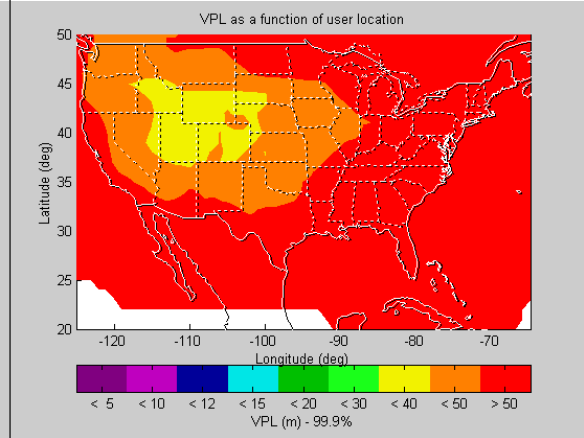 VPL as a function of user location
50
45
40
35
30
25
20
Latitude (deg)
-120 -110 -100 -90 -80 -70
Longitude (deg)
< 5 < 10 < 12 < 15 < 20 < 30 < 40 < 50 > 50
VPL (m) - 99.9%